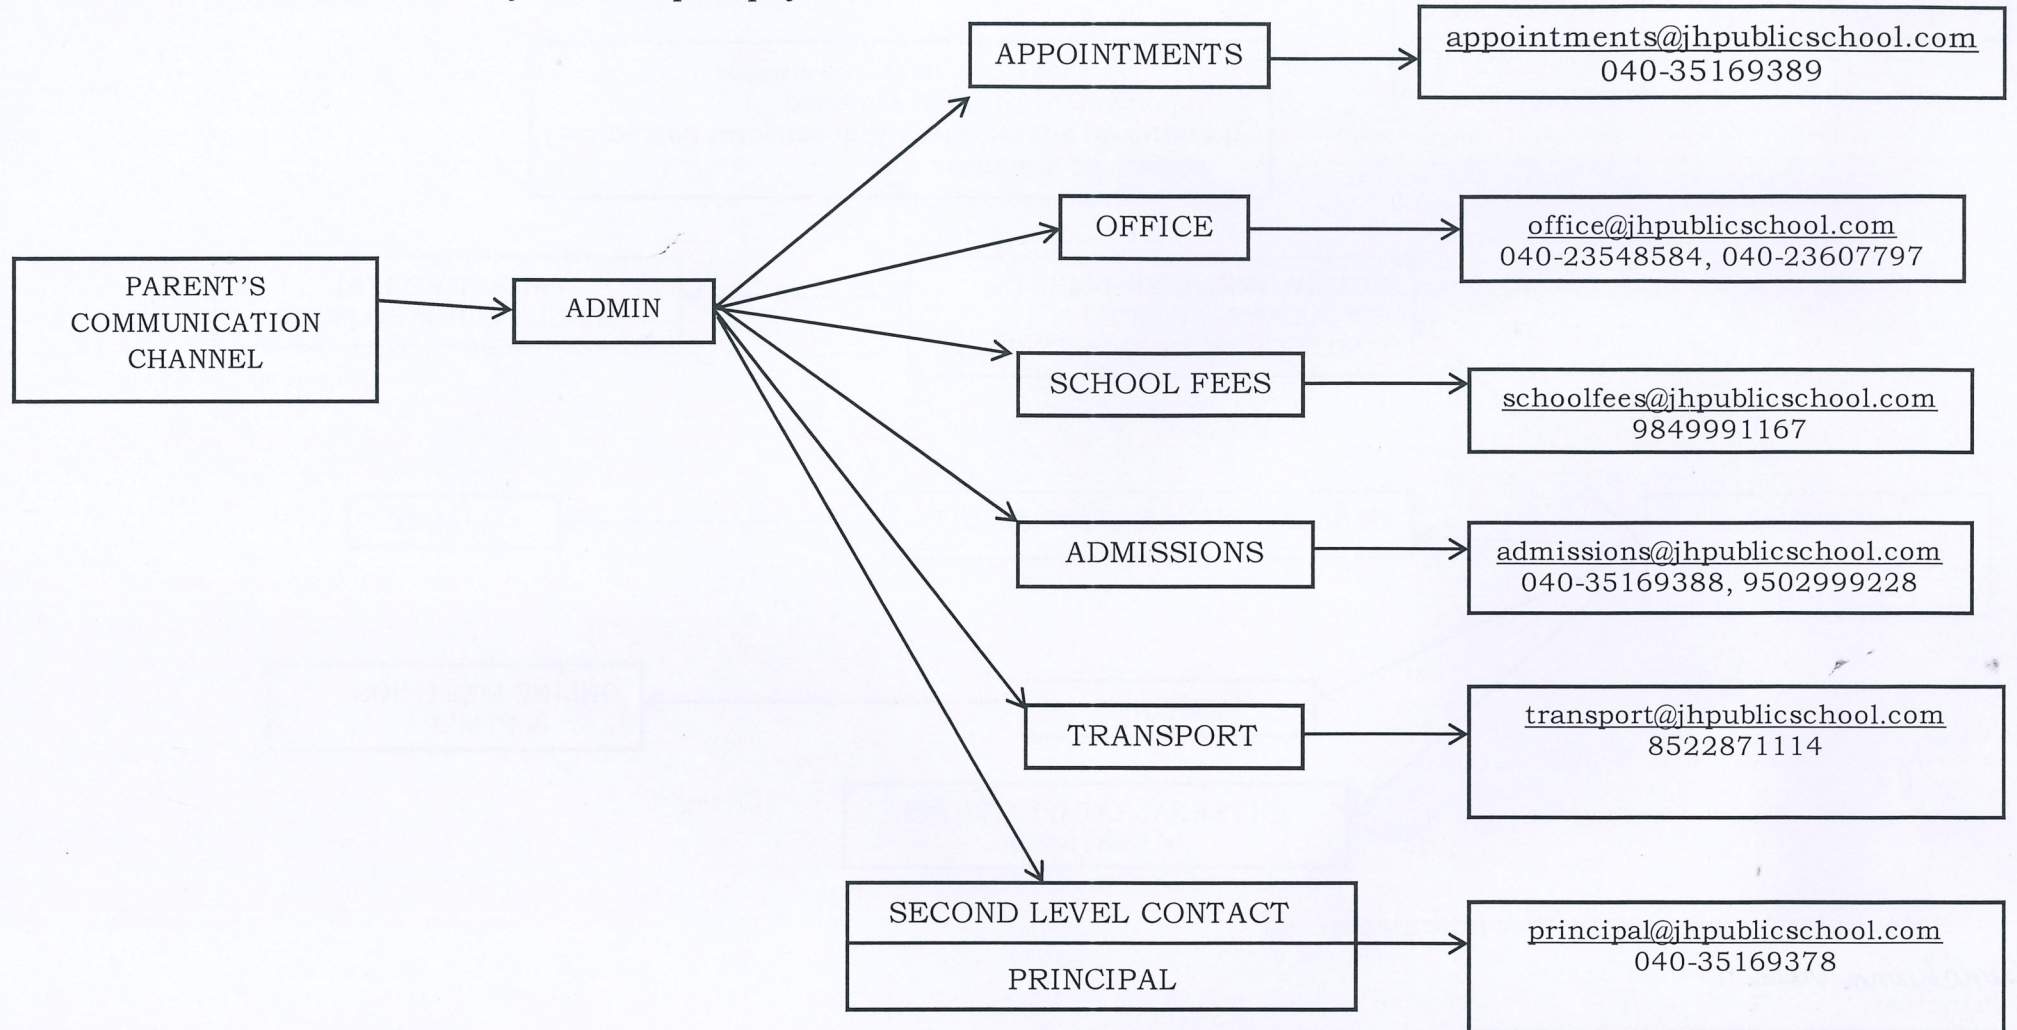 APPOINTMENTS
appointments@jhpublicschool.com
040-35169389
OFFICE
office@jhpublicschool.com
040-23548584, 040-23607797
PARENT'S
COMMUNICATION
CHANNEL
ADMIN
SCHOOL FEES
schoolfees@jhpublicschool.com
9849991167
ADMISSIONS
admissions@jhpublicschool.com
040-35169388, 9502999228
TRANSPORT
transport@jhpublicschool.com
8522871114
SECOND LEVEL CONTACT
PRINCIPAL
principal@jhpublicschool.com
040-35169378